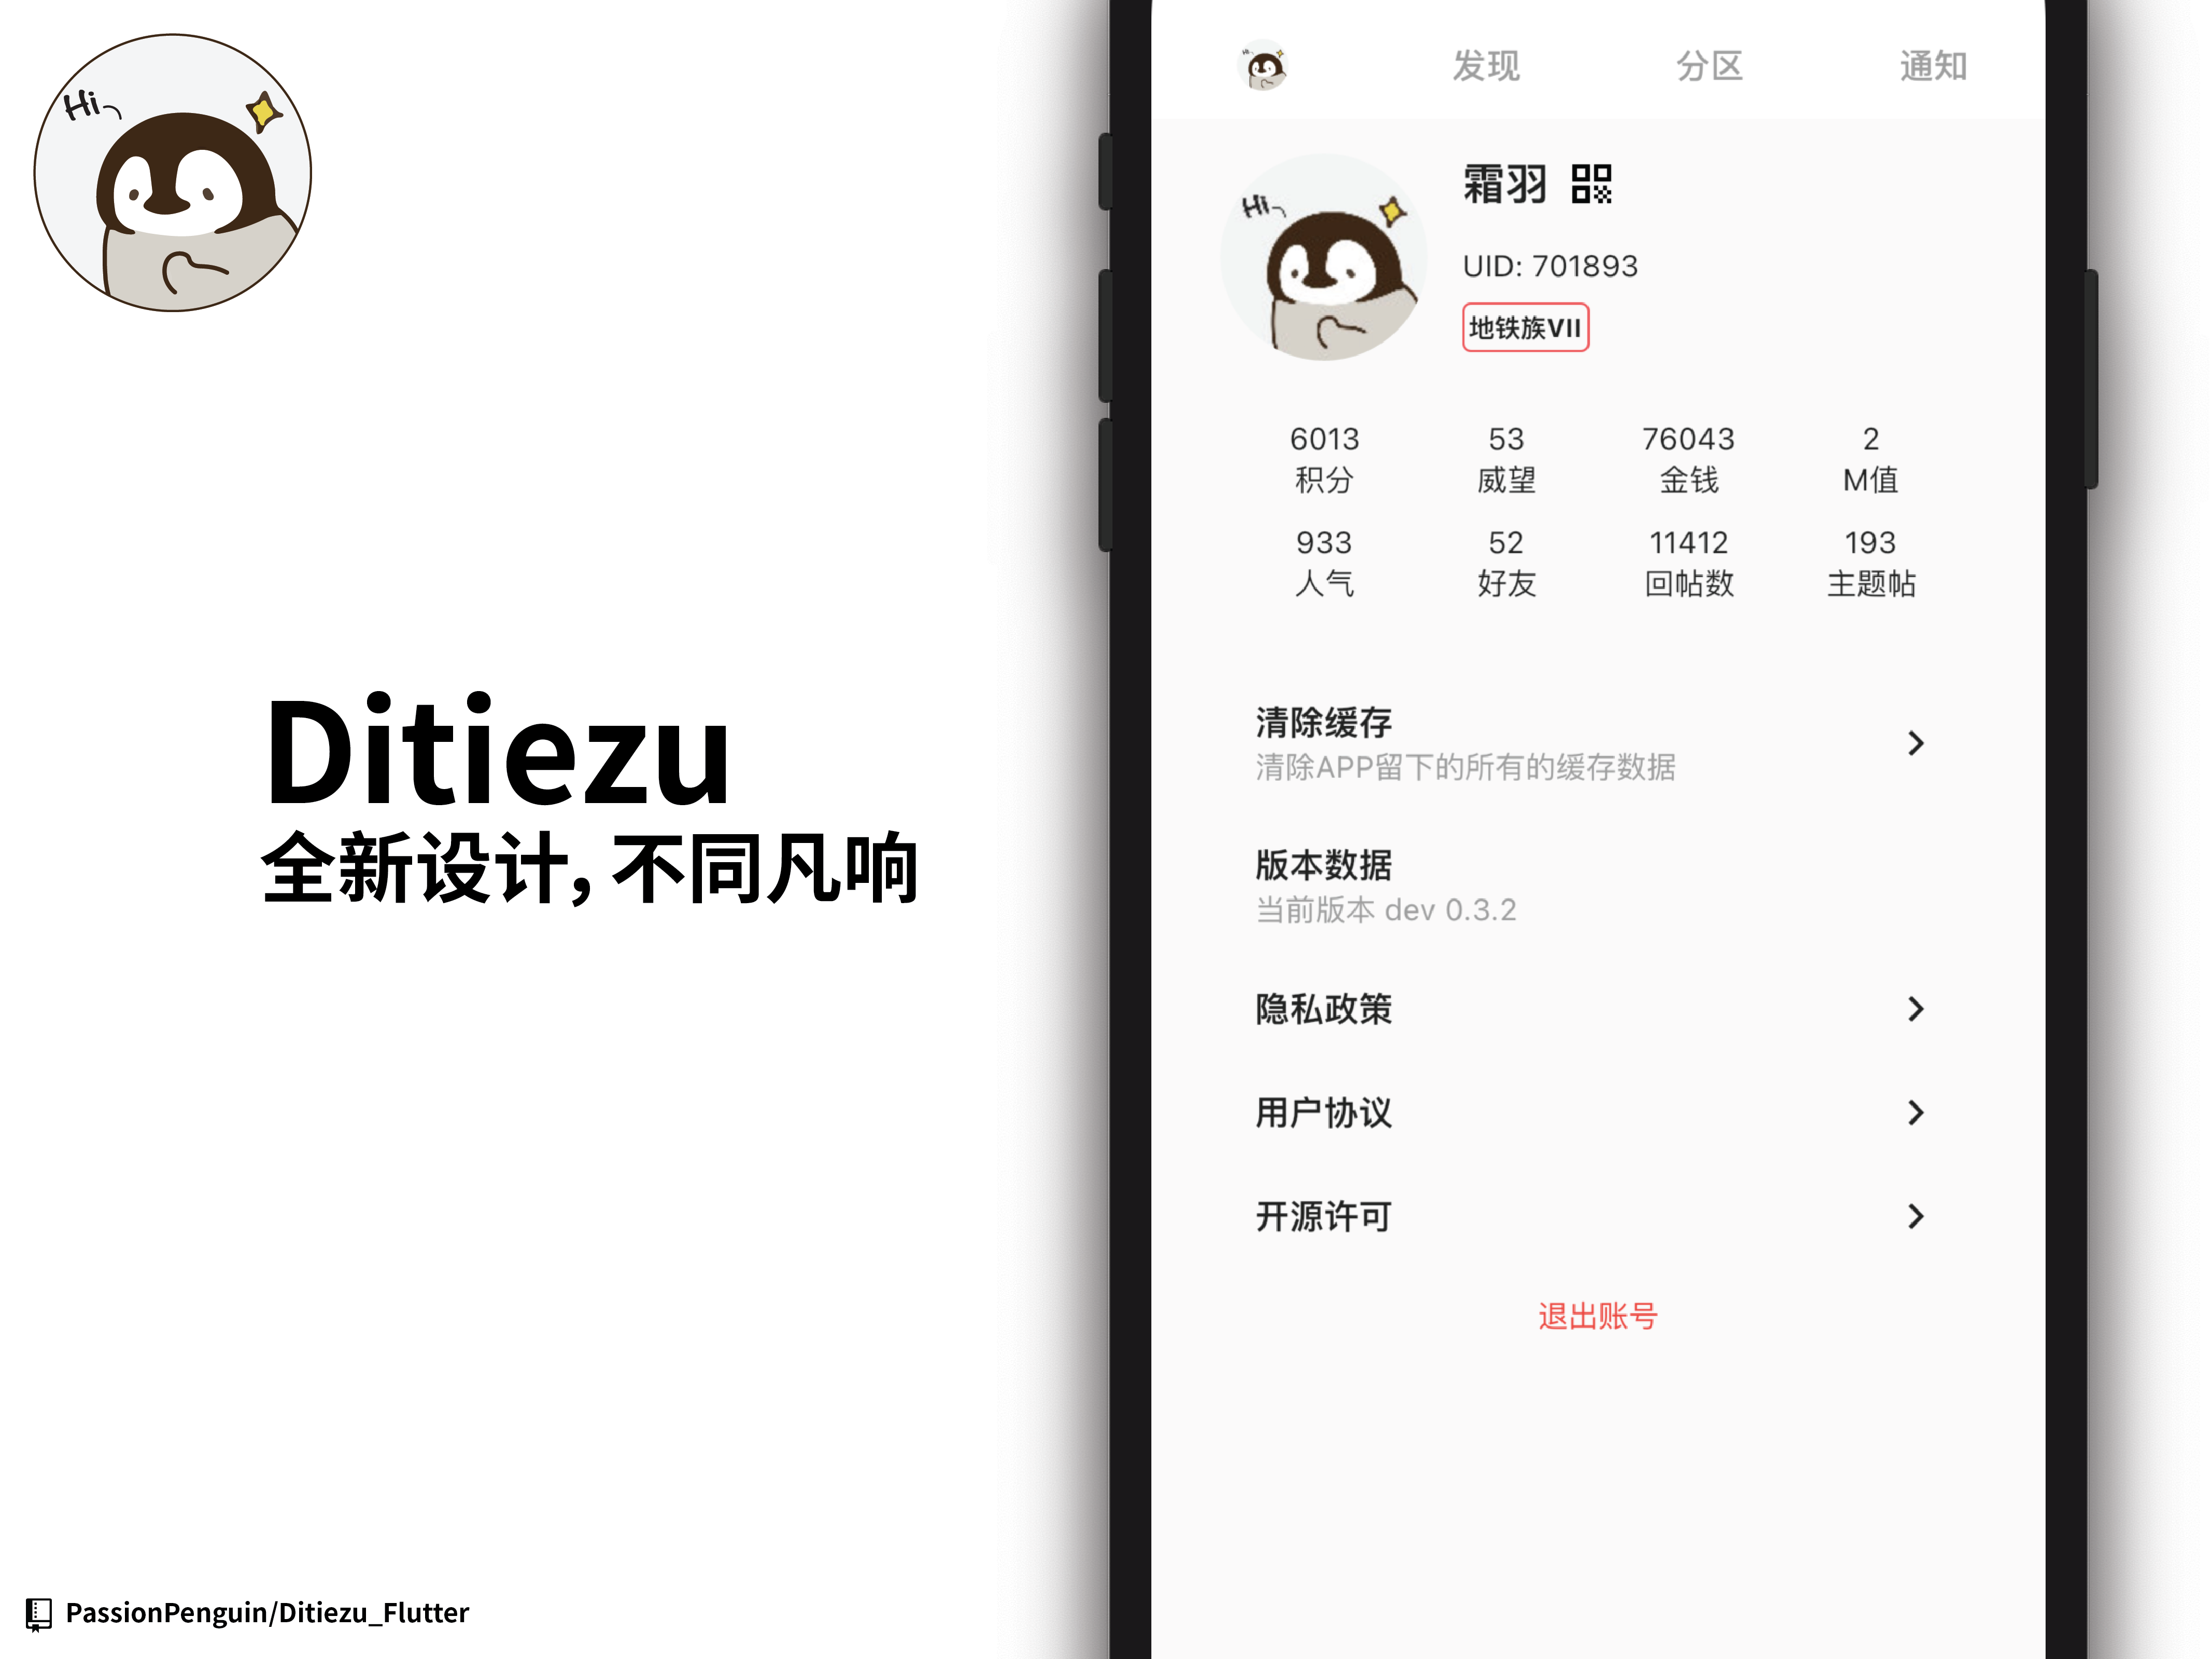 Hi
Ditiezu
全新设计，不同凡响
PassionPenguin/Ditiezu_Flutter
Hi
发现
分区
通知
Hi
霜羽
UID: 701893
地铁族VII
6013 53 76043 2
积分 威望 金钱 M值
933 52 11412 193
人气 好友 回帖数 主题帖
清除缓存
清除APP留下的所有的缓存数据
版本数据
当前版本 dev 0.3.2
隐私政策
用户协议
开源许可
退出账号